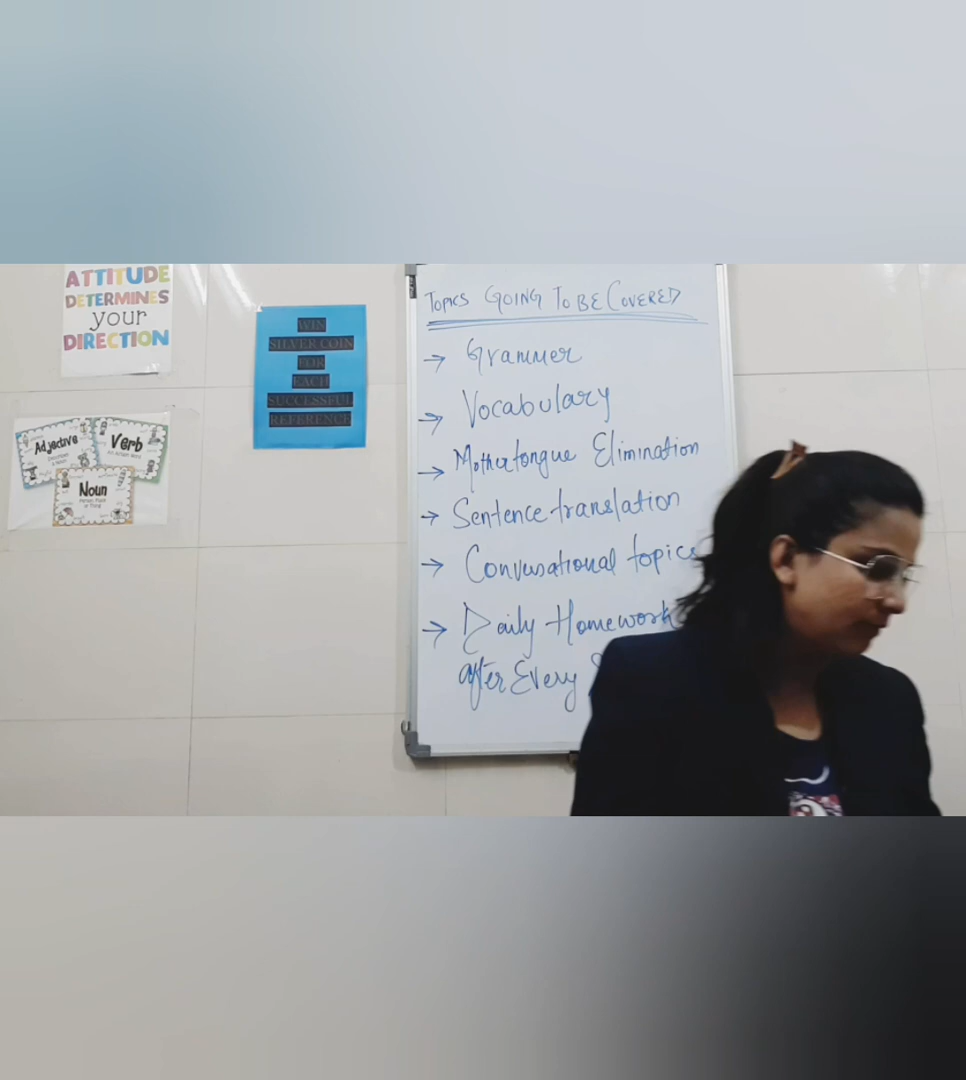 ATTITUDE
DETERMINES
your
DIRECTION
WIN
SILVER COIN
FOR
EACH
SUCCESSFUL
REFERENCE
Adjective
Verb
Noun
TOPICS GOING TO BE COVERED
→ Grammer
→ Vocabulary
→ Mothertongue Elimination
→ Sentence translation
→ Conversational topics
→ Daily Homework
after Every